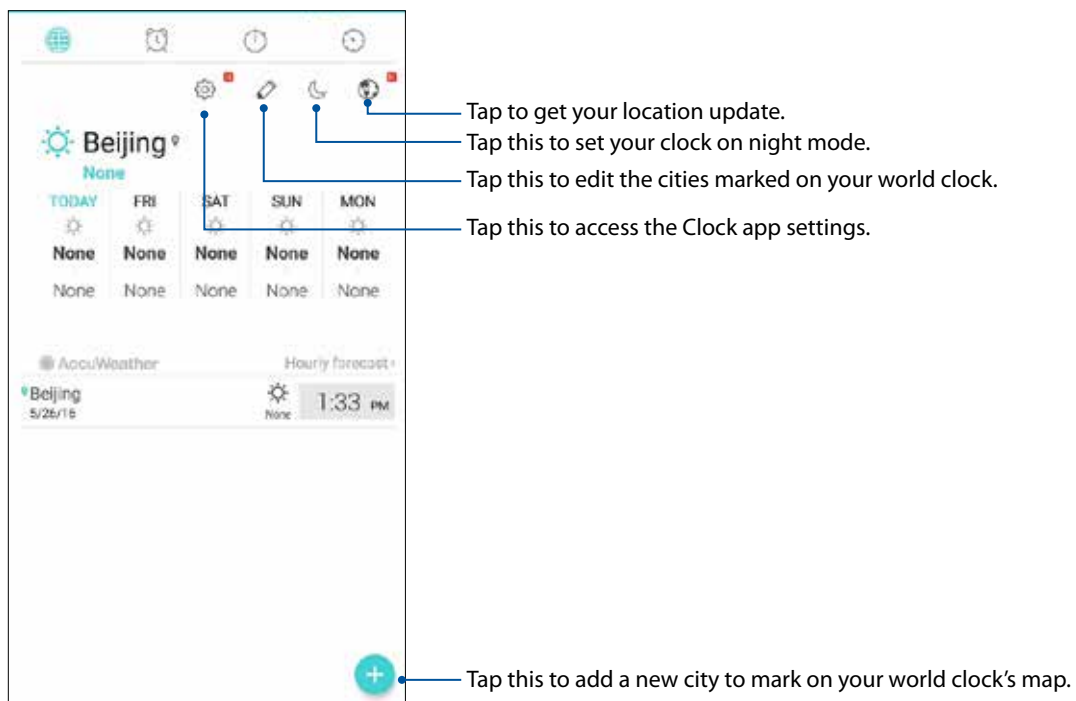 Tap to get your location update.
Tap this to set your clock on night mode.
Beijing
Tap this to edit the cities marked on your world clock.
None
TODAY FRI SAT SUN MON
Tap this to access the Clock app settings.
None None None None None
None None None None None
AccuWeather Hourly forecast
Beijing 1:33 PM
5/26/16 None
Tap this to add a new city to mark on your world clock’s map.